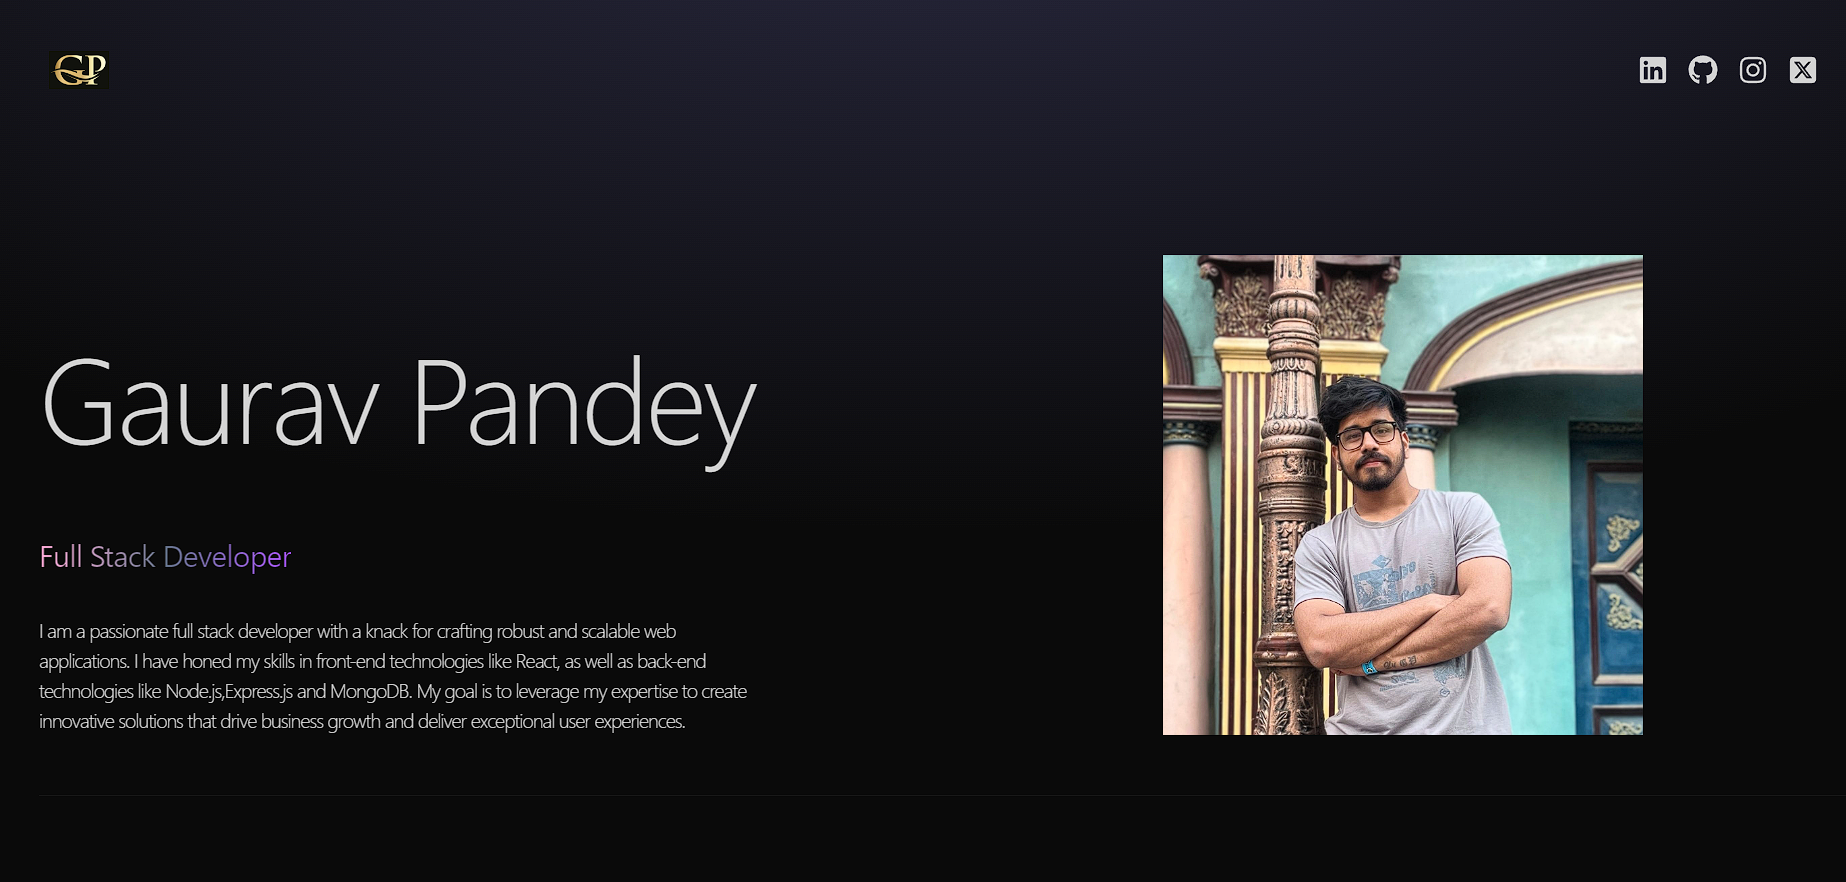 GP
Gaurav Pandey
Full Stack Developer
I am a passionate full stack developer with a knack for crafting robust and scalable web
applications. I have honed my skills in front-end technologies like React, as well as back-end
technologies like Node.js,Express.js and MongoDB. My goal is to leverage my expertise to create
innovative solutions that drive business growth and deliver exceptional user experiences.